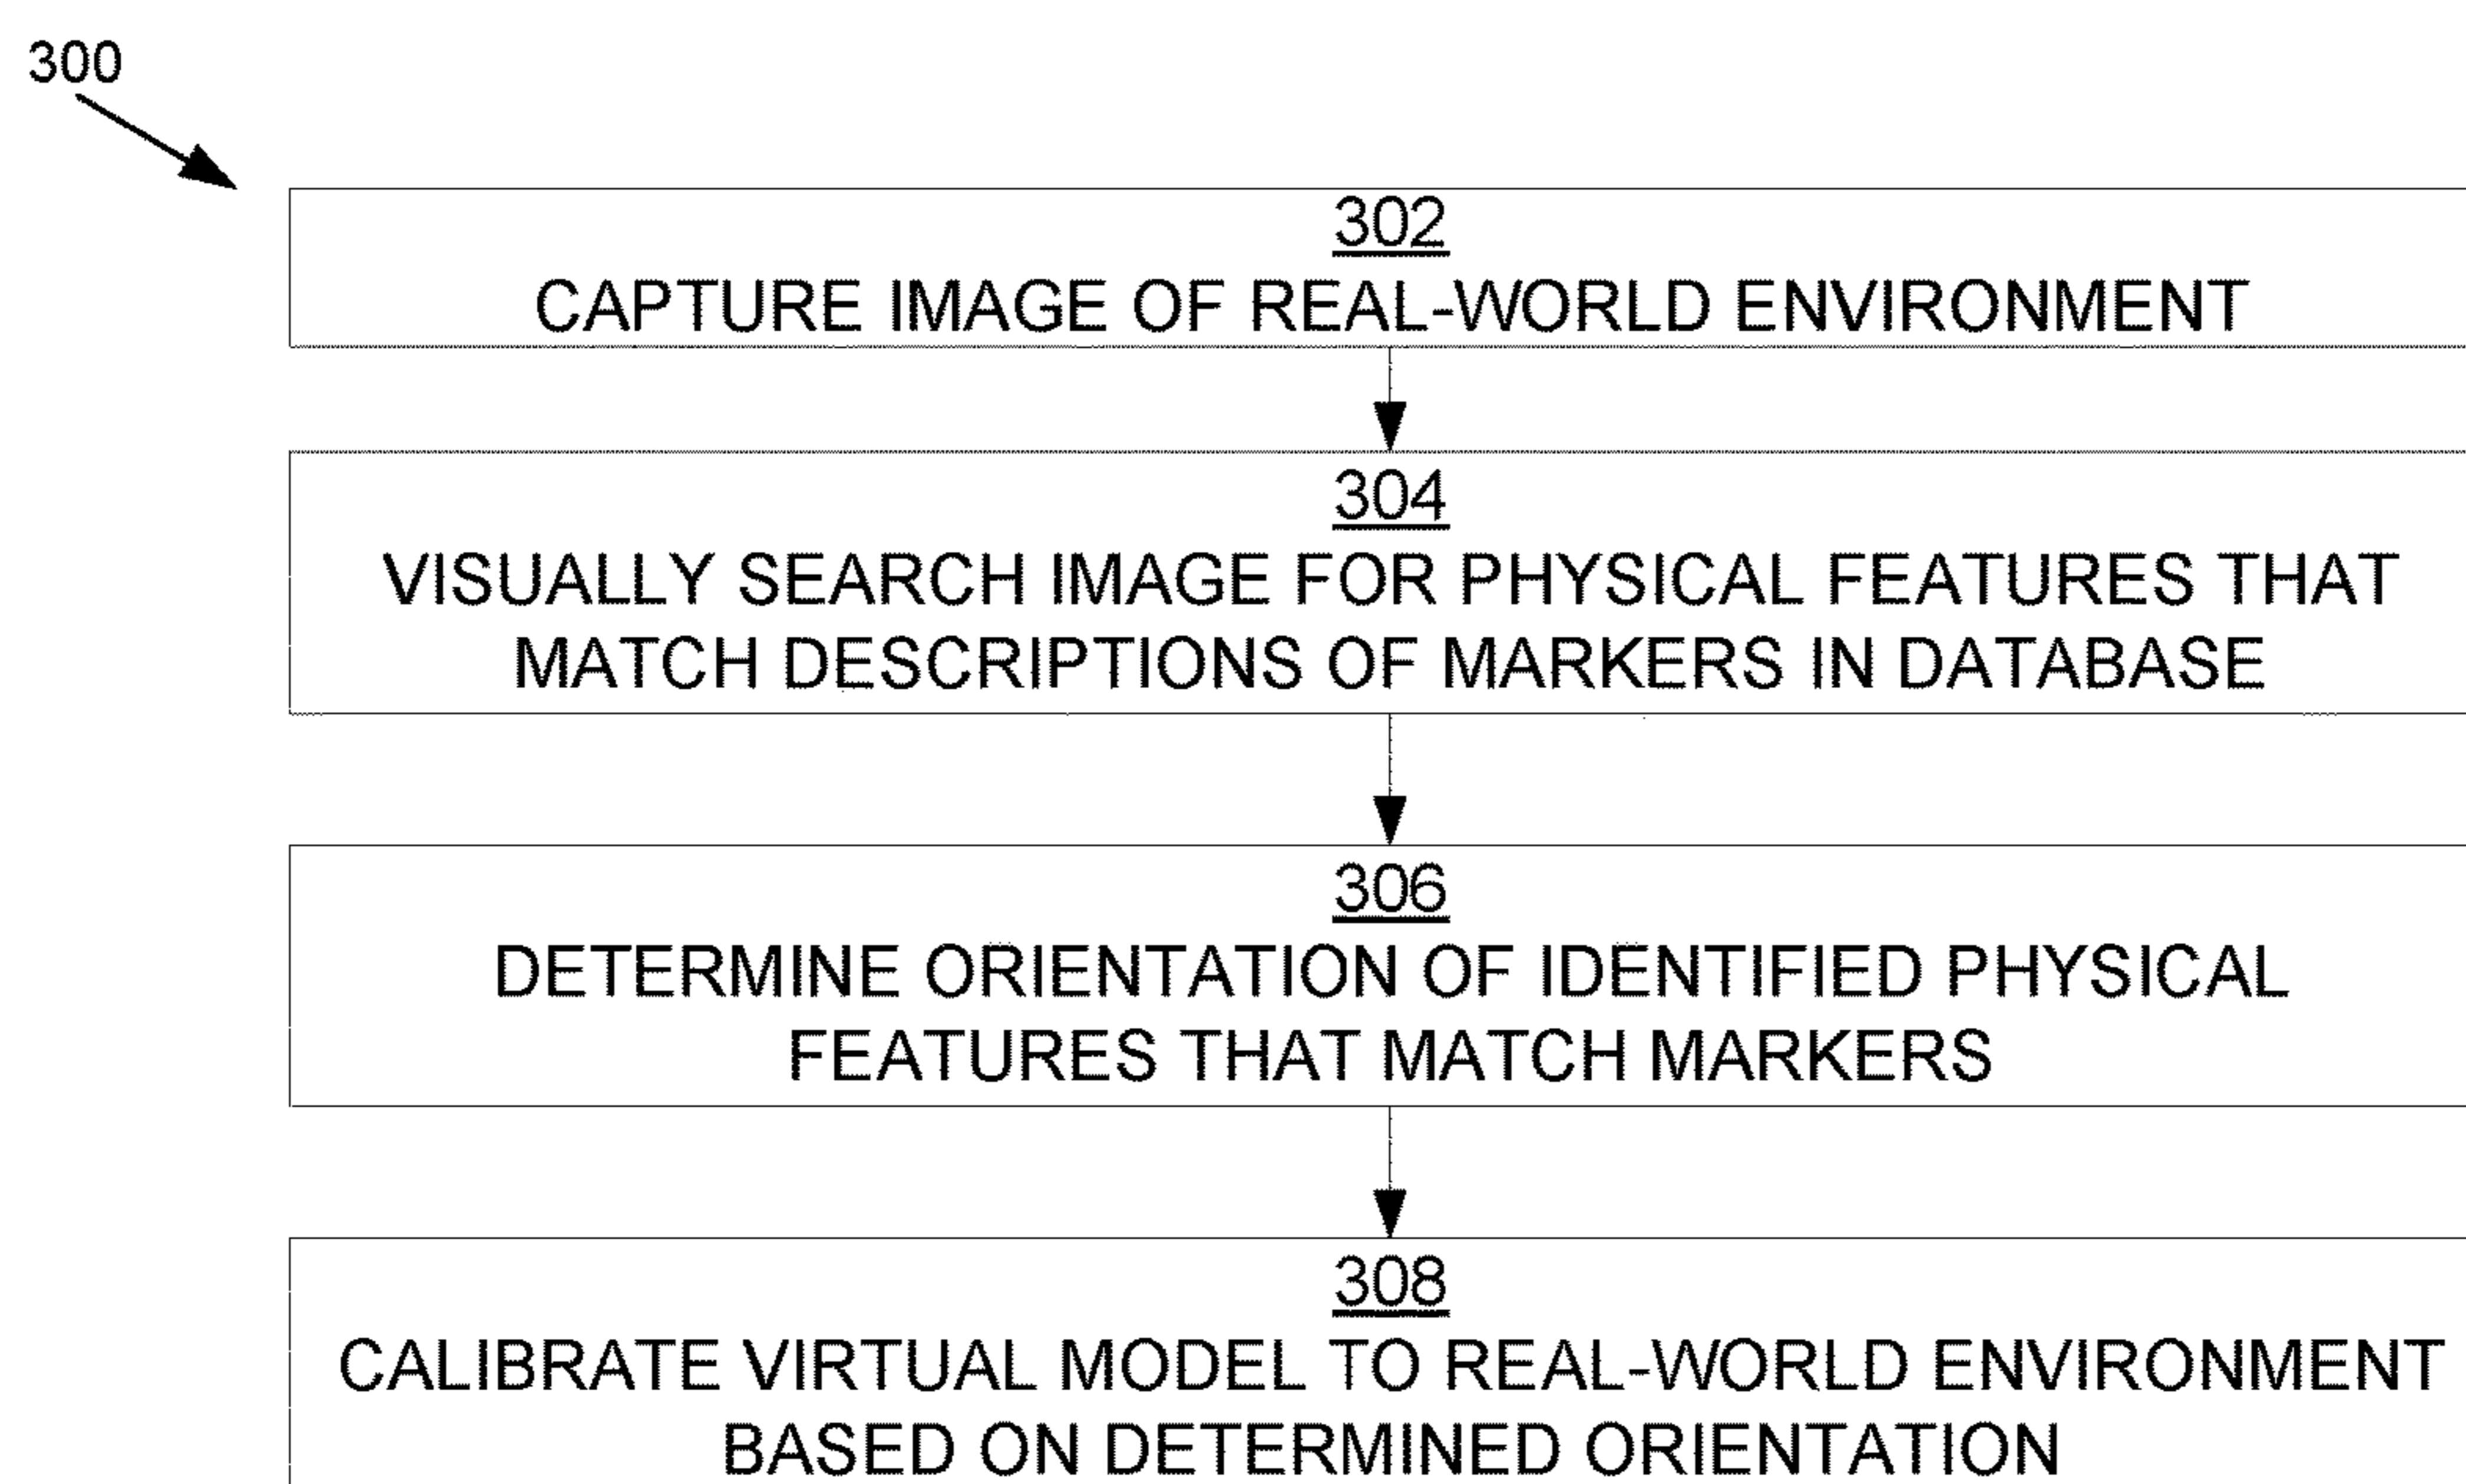 300
302
CAPTURE IMAGE OF REAL-WORLD ENVIRONMENT
304
VISUALLY SEARCH IMAGE FOR PHYSICAL FEATURES THAT
MATCH DESCRIPTIONS OF MARKERS IN DATABASE
306
DETERMINE ORIENTATION OF IDENTIFIED PHYSICAL
FEATURES THAT MATCH MARKERS
308
CALIBRATE VIRTUAL MODEL TO REAL-WORLD ENVIRONMENT
BASED ON DETERMINED ORIENTATION